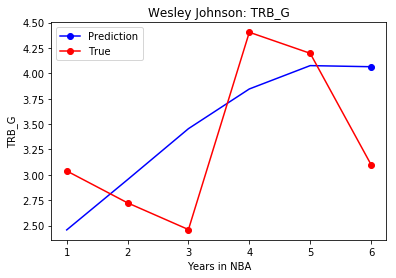 Wesley Johnson: TRB_G
Prediction
True
TRB_G
4.50
4.25
4.00
3.75
3.50
3.25
3.00
2.75
2.50
1 2 3 4 5 6
Years in NBA